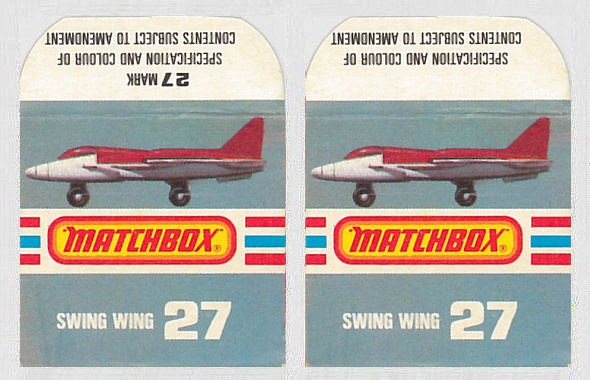 27 MARK
SPECIFICATION AND COLOUR OF
CONTENTS SUBJECT TO AMENDMENT
MATCHBOX®
SWING WING 27
SPECIFICATION AND COLOUR OF
CONTENTS SUBJECT TO AMENDMENT
MATCHBOX®
SWING WING 27